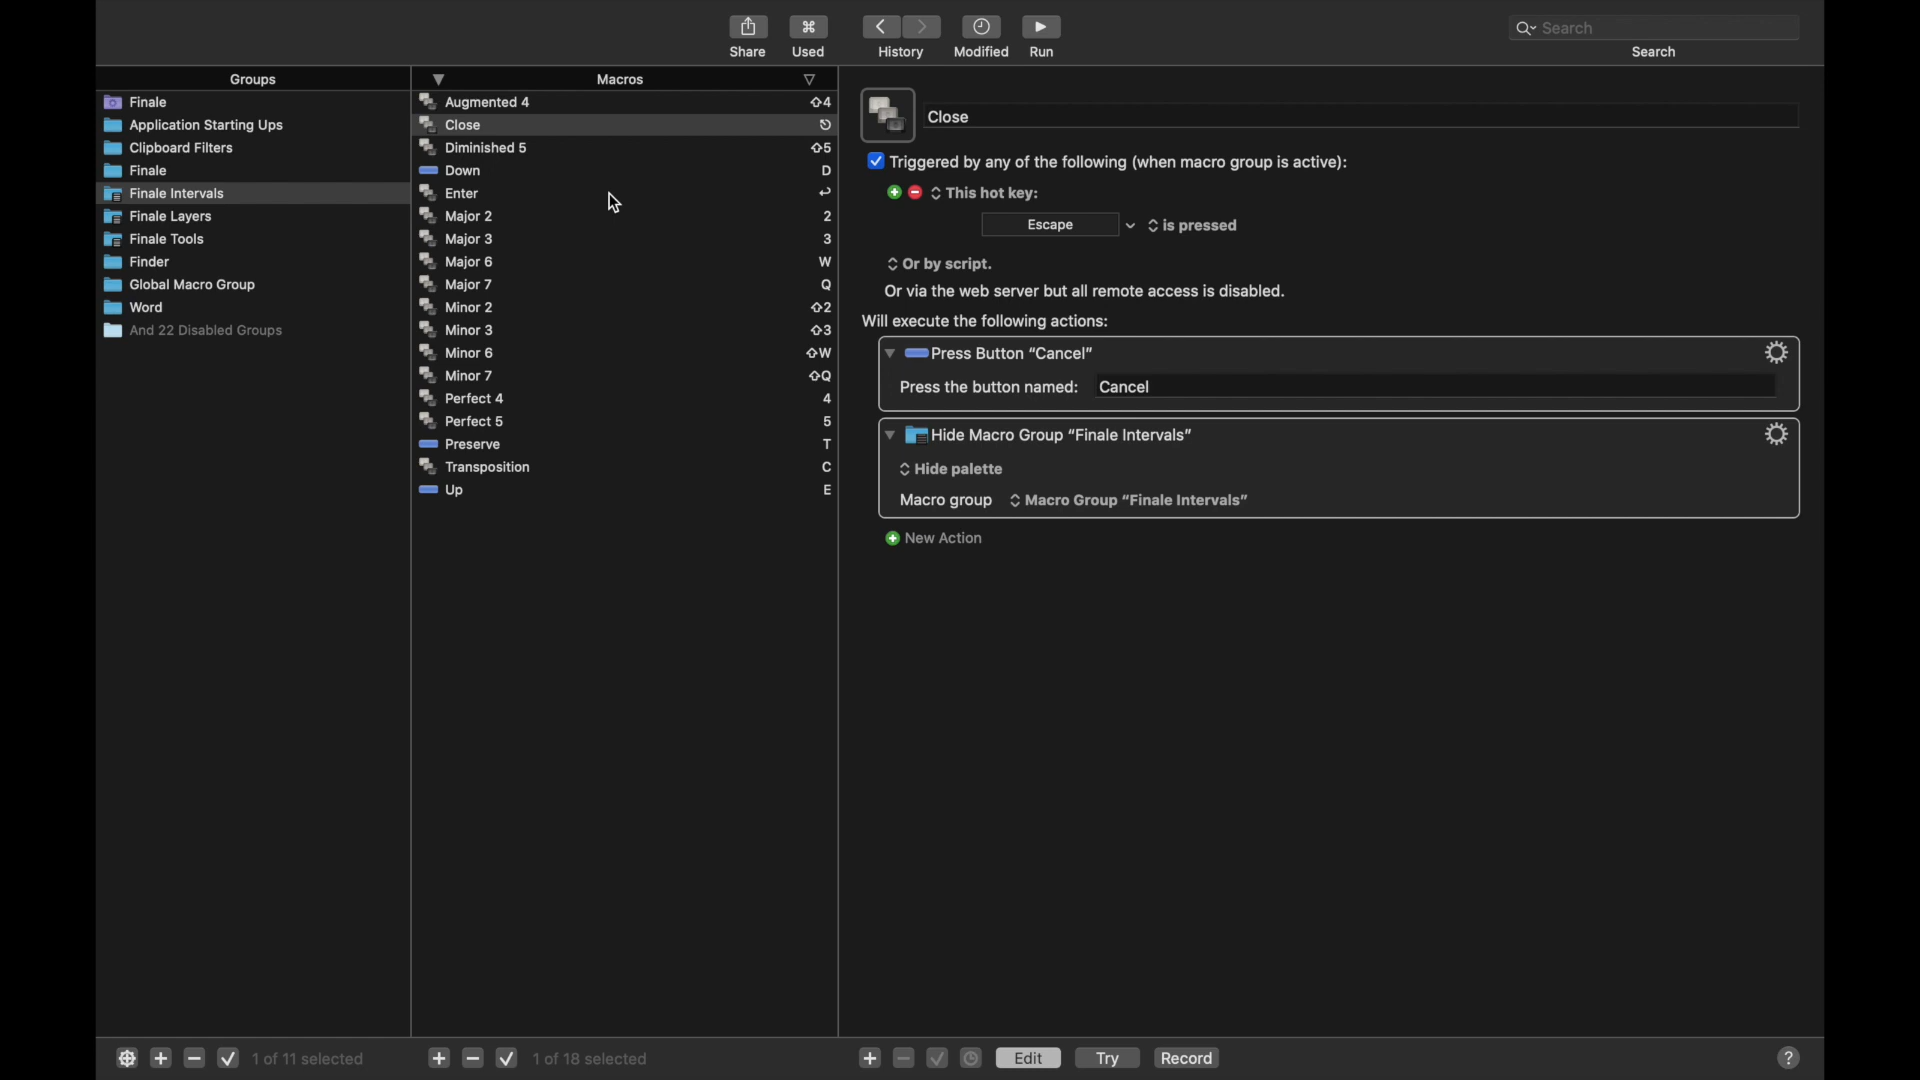 Share
Used
History
Modified
Run
Search
Search
Groups
Macros
Finale
Application Starting Ups
Clipboard Filters
Finale
Finale Intervals
Finale Layers
Finale Tools
Finder
Global Macro Group
Word
And 22 Disabled Groups
Augmented 4 ⇧4
Close
Diminished 5 ⇧5
Down D
Enter ↩
Major 2 2
Major 3 3
Major 6 W
Major 7 Q
Minor 2 ⇧2
Minor 3 ⇧3
Minor 6 ⇧W
Minor 7 ⇧Q
Perfect 4 4
Perfect 5 5
Preserve T
Transposition C
Up E
Close
Triggered by any of the following (when macro group is active):
This hot key:
Escape is pressed
Or by script.
Or via the web server but all remote access is disabled.
Will execute the following actions:
Press Button “Cancel”
Press the button named: Cancel
Hide Macro Group “Finale Intervals”
Hide palette
Macro group Macro Group “Finale Intervals”
New Action
1 of 11 selected
1 of 18 selected
Edit
Try
Record
?